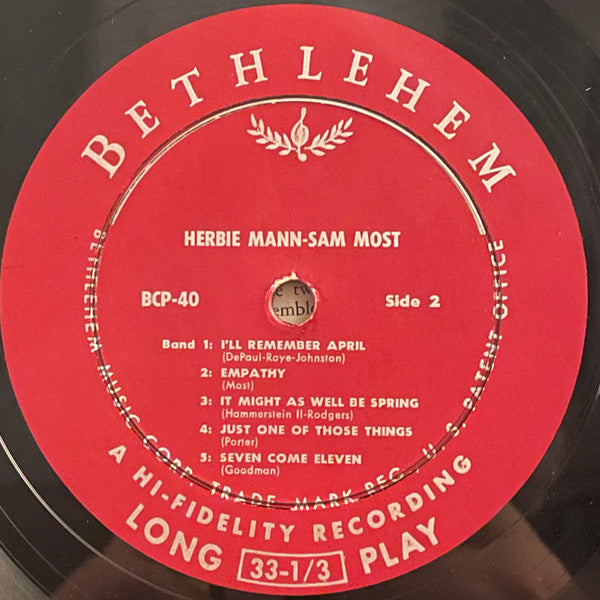 BETHLEHEM
HERBIE MANN-SAM MOST
BCP-40
Side 2
Band 1: I'LL REMEMBER APRIL
(DePaul-Raye-Johnston)
2: EMPATHY
(Most)
3: IT MIGHT AS WELL BE SPRING
(Hammerstein II-Rodgers)
4: JUST ONE OF THOSE THINGS
(Porter)
5: SEVEN COME ELEVEN
(Goodman)
BETHLEHEM MUSIC CORP. TRADE MARK REG. U. S. PATENT OFFICE
A HI-FIDELITY RECORDING
LONG 33-1/3 PLAY